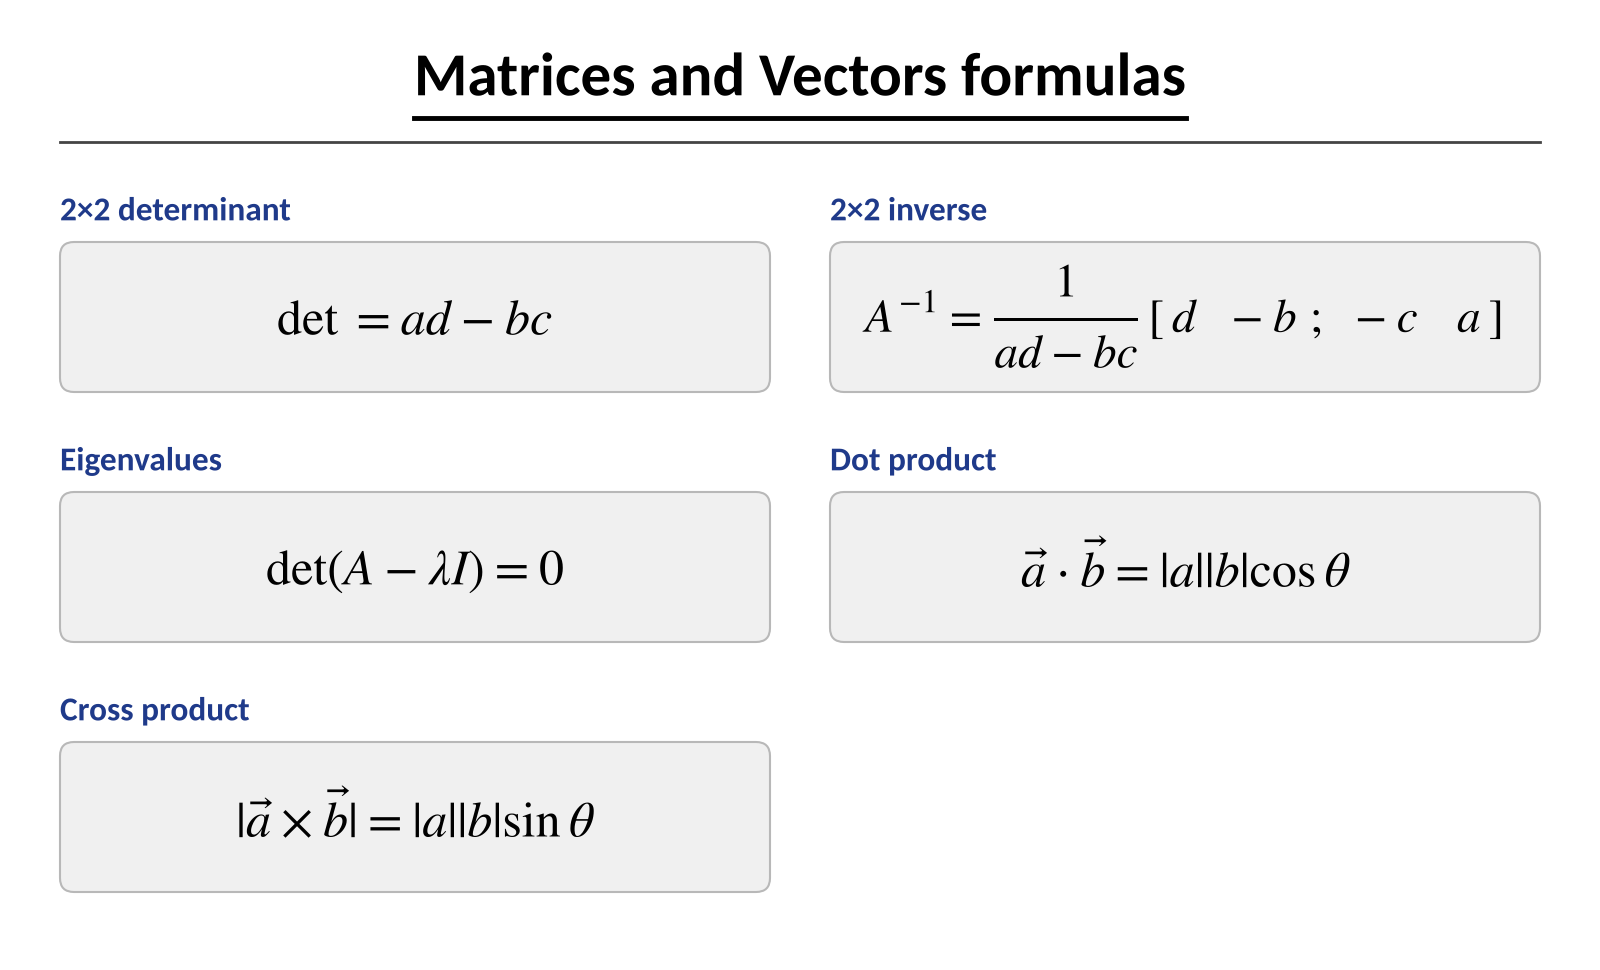 Matrices and Vectors formulas
2×2 determinant
det = ad − bc
2×2 inverse
A⁻¹ = 1/(ad − bc) [ d −b ; −c a ]
Eigenvalues
det(A − λI) = 0
Dot product
a⃗ · b⃗ = |a||b|cos θ
Cross product
|a⃗ × b⃗| = |a||b|sin θ